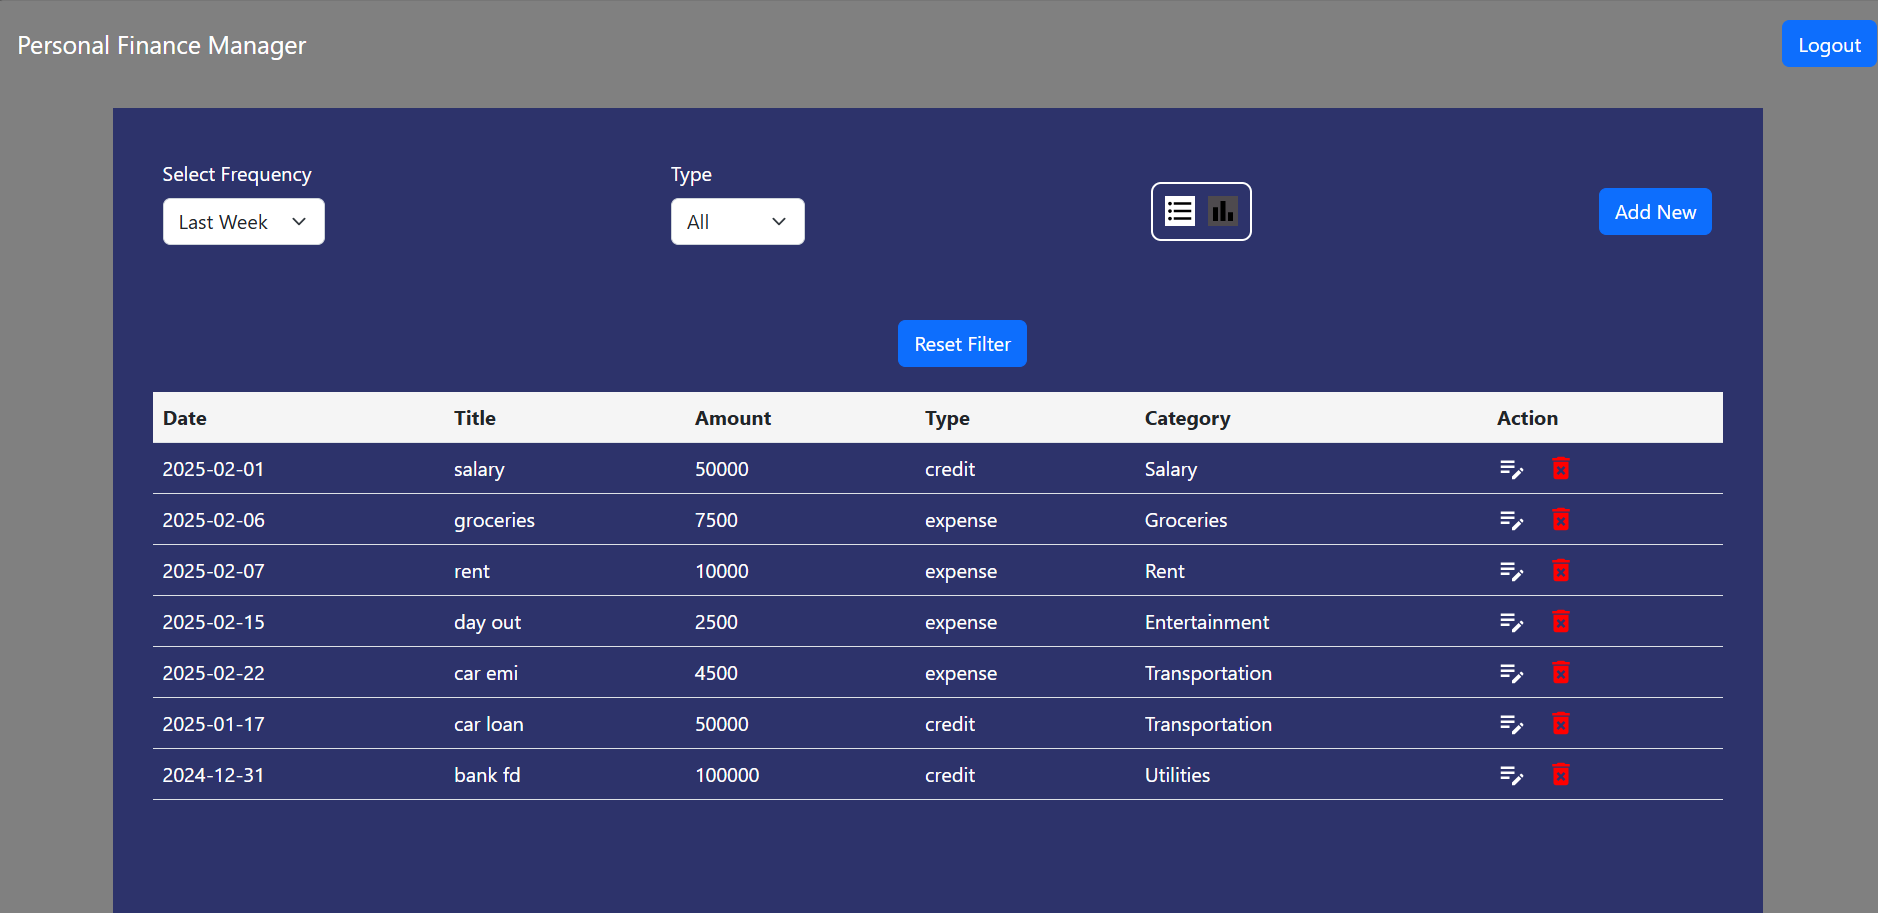 Personal Finance Manager
Logout
Select Frequency
Type
Last Week
All
Add New
Reset Filter
Date Title Amount Type Category Action
2025-02-01 salary 50000 credit Salary
2025-02-06 groceries 7500 expense Groceries
2025-02-07 rent 10000 expense Rent
2025-02-15 day out 2500 expense Entertainment
2025-02-22 car emi 4500 expense Transportation
2025-01-17 car loan 50000 credit Transportation
2024-12-31 bank fd 100000 credit Utilities